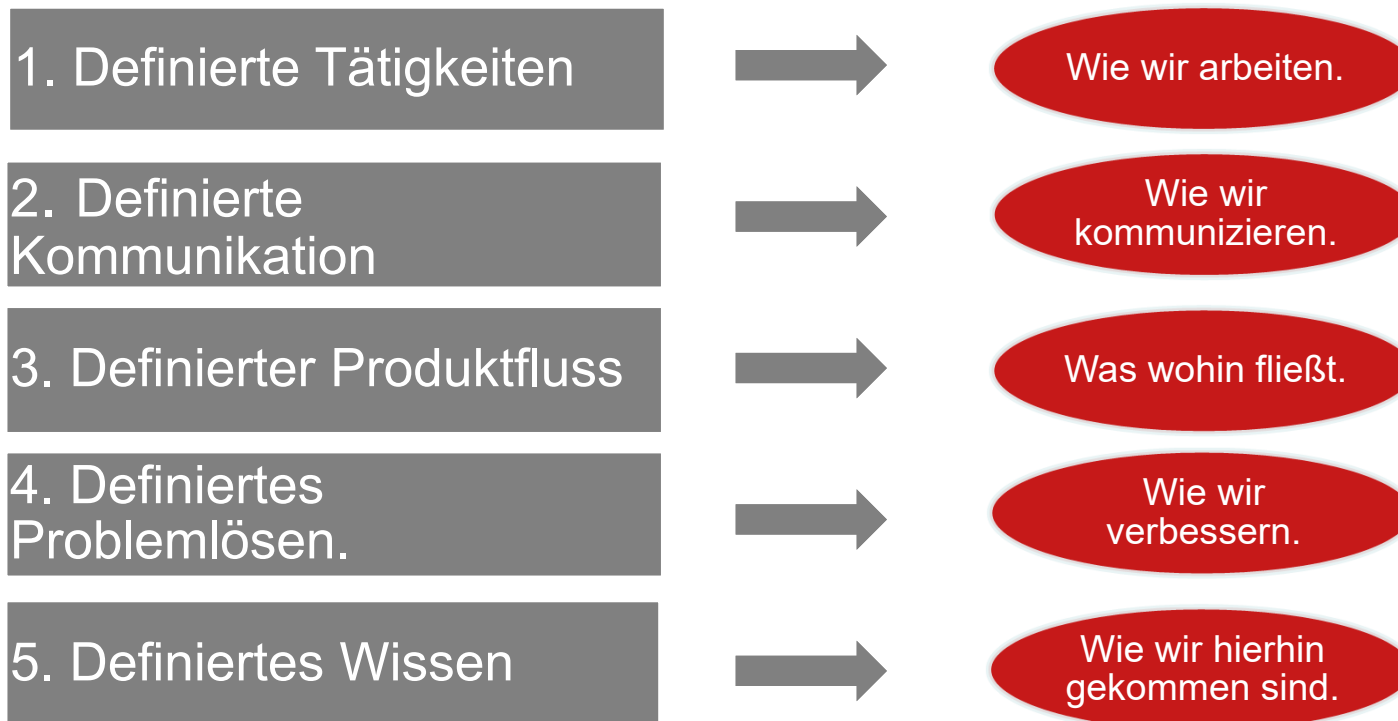 1. Definierte Tätigkeiten
Wie wir arbeiten.
2. Definierte
Kommunikation
Wie wir
kommunizieren.
3. Definierter Produktfluss
Was wohin fließt.
4. Definiertes
Problemlösen.
Wie wir
verbessern.
5. Definiertes Wissen
Wie wir hierhin
gekommen sind.